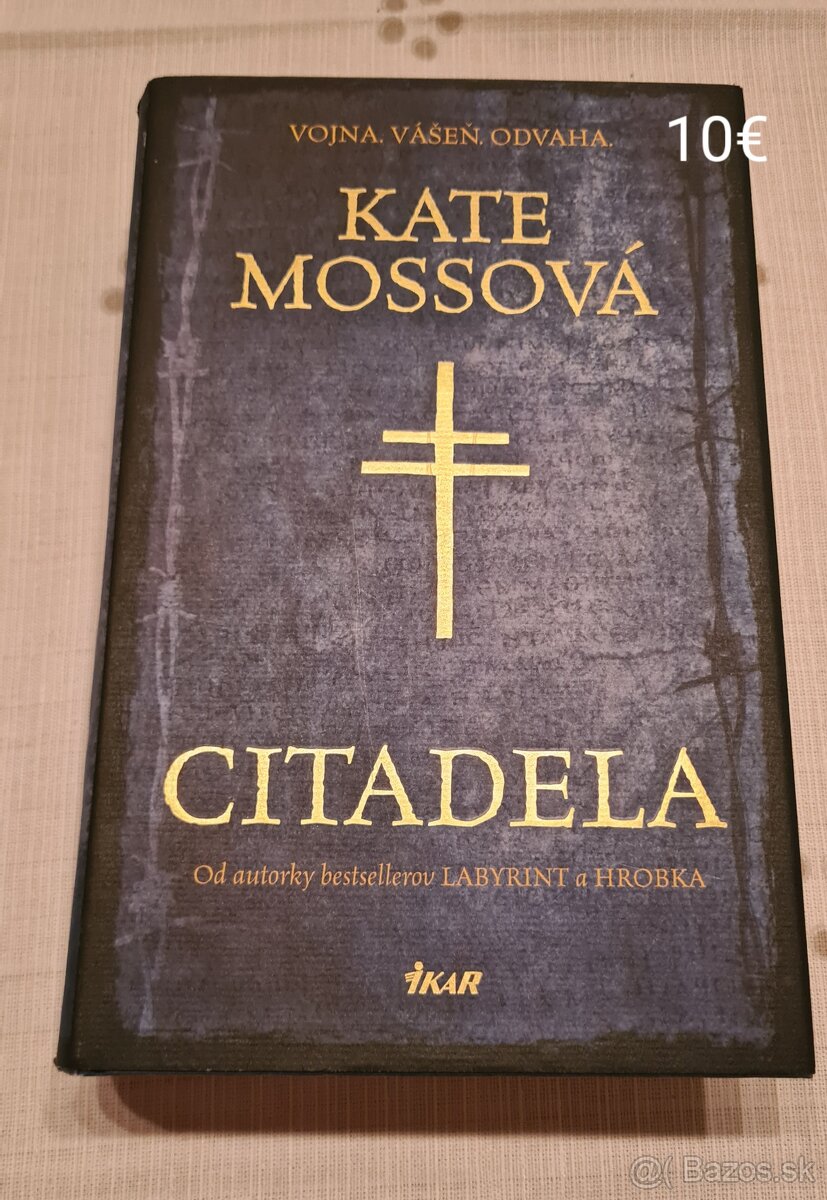 VOJNA. VÁŠEŇ. ODVAHA.
10€
KATE
MOSSOVÁ
CITADELA
Od autorky bestsellerov LABYRINT a HROBKA
IKAR
@( Bazos.sk